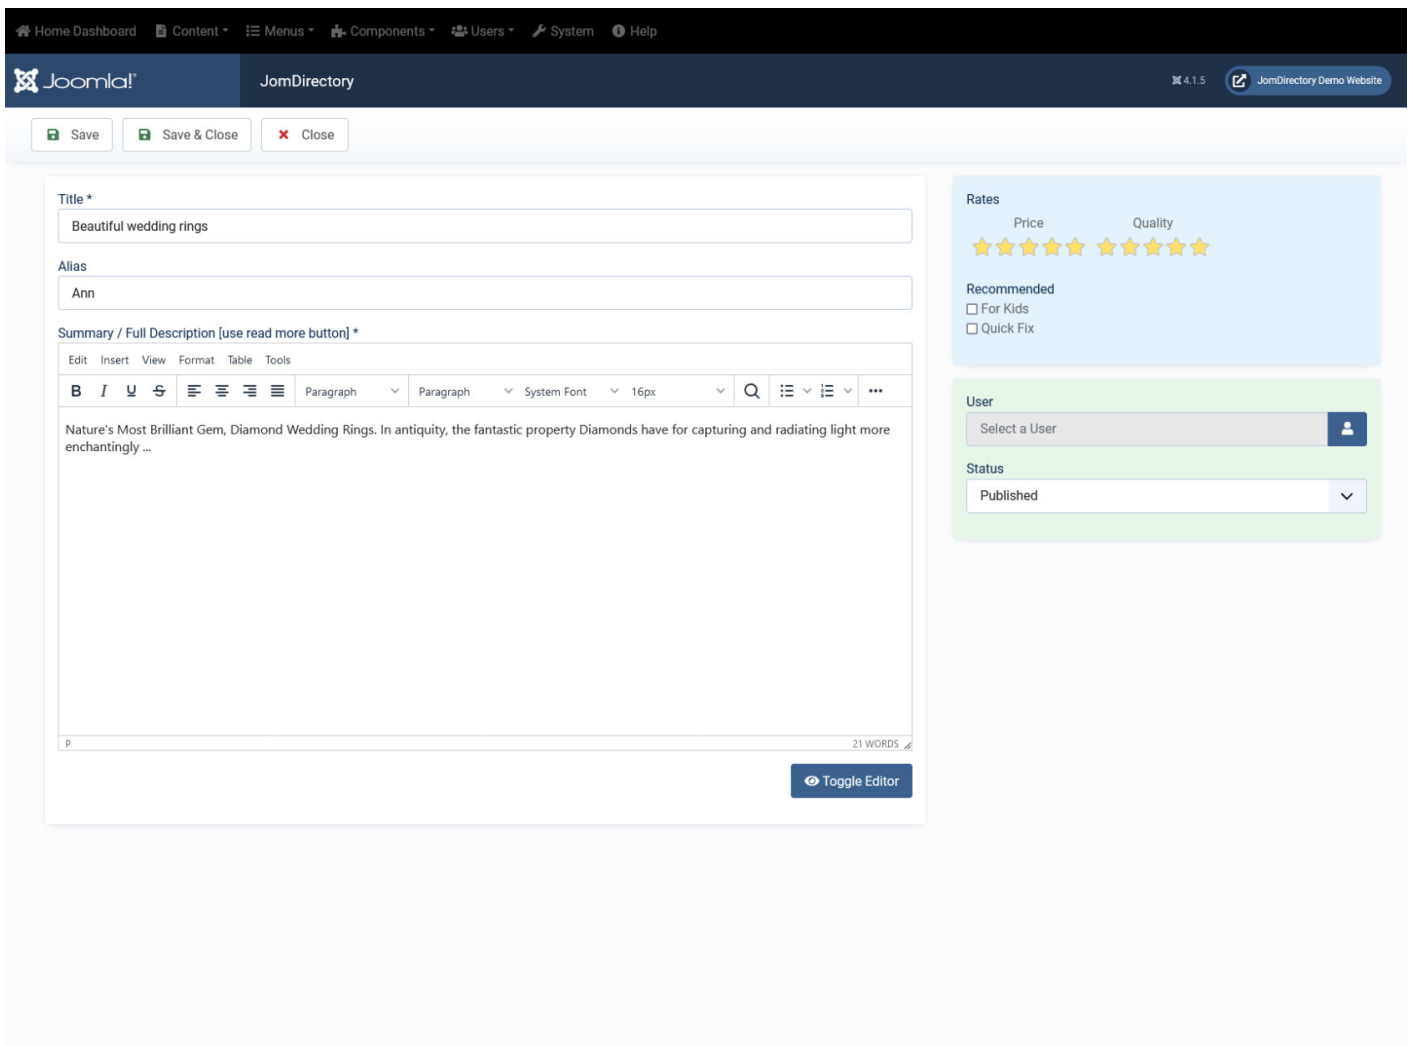 Home Dashboard Content Menus Components Users System Help
Joomla!® JomDirectory 4.1.5 JomDirectory Demo Website
Save Save & Close Close
Title *
Beautiful wedding rings
Alias
Ann
Summary / Full Description [use read more button] *
Edit Insert View Format Table Tools
B I U S Paragraph Paragraph System Font 16px
Nature's Most Brilliant Gem, Diamond Wedding Rings. In antiquity, the fantastic property Diamonds have for capturing and radiating light more
enchantingly ...
P 21 WORDS
Toggle Editor
Rates
Price Quality
Recommended
For Kids
Quick Fix
User
Select a User
Status
Published